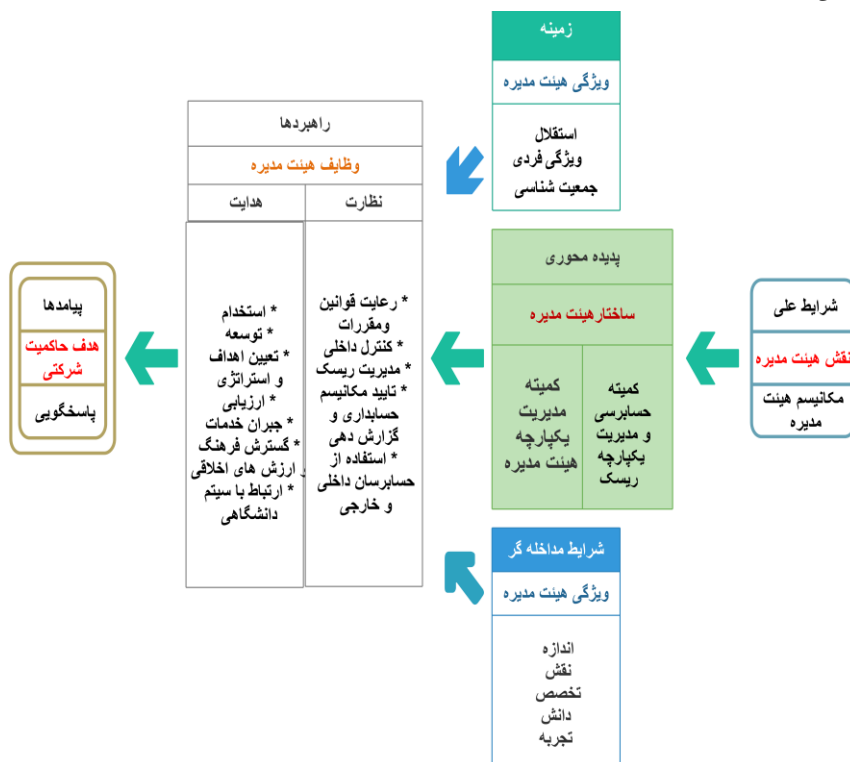 شرایط علی
نقش هیئت مدیره
مکانیسم هیئت
مدیره
زمینه
ویژگی هیئت مدیره
استقلال
ویژگی فردی
جمعیت شناسی
پدیده محوری
ساختارهیئت مدیره
کمیته
حسابرسی
و مدیریت
یکپارچه
ریسک
کمیته
مدیریت
یکپارچه
هیئت مدیره
شرایط مداخله گر
ویژگی هیئت مدیره
اندازه
نقش
تخصص
دانش
تجربه
راهبردها
وظایف هیئت مدیره
نظارت
* رعایت قوانین
ومقررات
* کنترل داخلی
* مدیریت ریسک
* تایید مکانیسم
حسابداری و
گزارش دهی
* استفاده از
حسابرسان داخلی
و خارجی
هدایت
* استخدام
* توسعه
* تعیین اهداف
و استراتژی
* ارزیابی
* جبران خدمات
* گسترش فرهنگ
و ارزش های اخلاقی
* ارتباط با سیتم
دانشگاهی
پیامدها
هدف حاکمیت
شرکتی
پاسخگویی